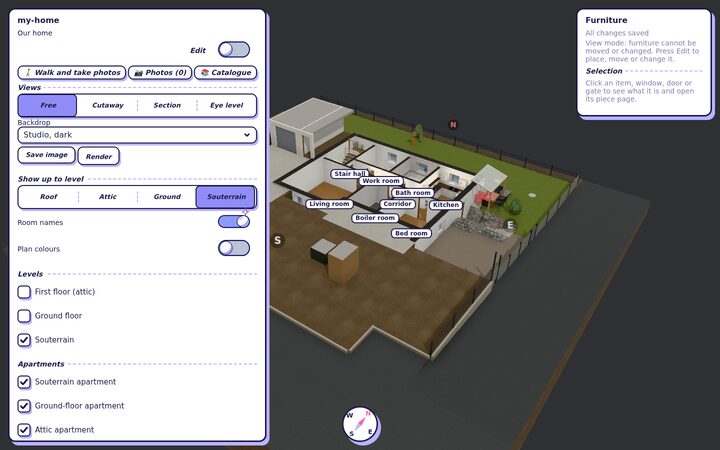 my-home
Our home
Edit
🚶 Walk and take photos
📷 Photos (0)
📚 Catalogue
Views
Free
Cutaway
Section
Eye level
Backdrop
Studio, dark
Save image
Render
Show up to level
Roof
Attic
Ground
Souterrain
Room names
Plan colours
Levels
First floor (attic)
Ground floor
Souterrain
Apartments
Souterrain apartment
Ground-floor apartment
Attic apartment
N
Stair hall
Work room
Bath room
Living room
Corridor
Kitchen
Boiler room
Bed room
E
S
W
N
S
E
Furniture
All changes saved
View mode: furniture cannot be
moved or changed. Press Edit to
place, move or change it.
Selection
Click an item, window, door or
gate to see what it is and open
its piece page.